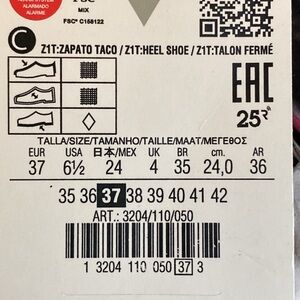 ALARMADO
ALARME
FSC
MIX
FSC® C158122
C
Z1T:ZAPATO TACO / Z1T:HEEL SHOE / Z1T:TALON FERMÉ
EAC
25
TALLA/SIZE/TAMANHO/TAILLE/MAAT/ΜΕΓΕΘΟΣ
EUR USA 日本/MEX UK BR cm. AR
37 6½ 24 4 35 24,0 36
35 36 37 38 39 40 41 42
ART.: 3204/110/050
1 3204 110 050 37 3